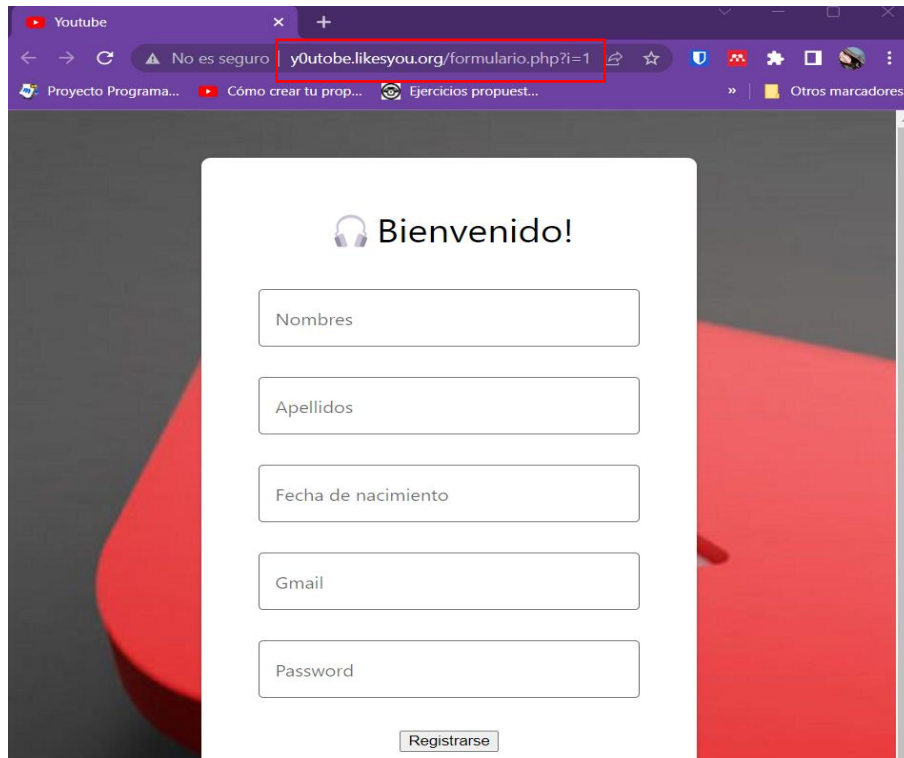 Youtube
No es seguro | y0utobe.likesyou.org/formulario.php?i=1
Proyecto Programa... Cómo crear tu prop... Ejercicios propuest... » Otros marcadores
Bienvenido!
Nombres
Apellidos
Fecha de nacimiento
Gmail
Password
Registrarse